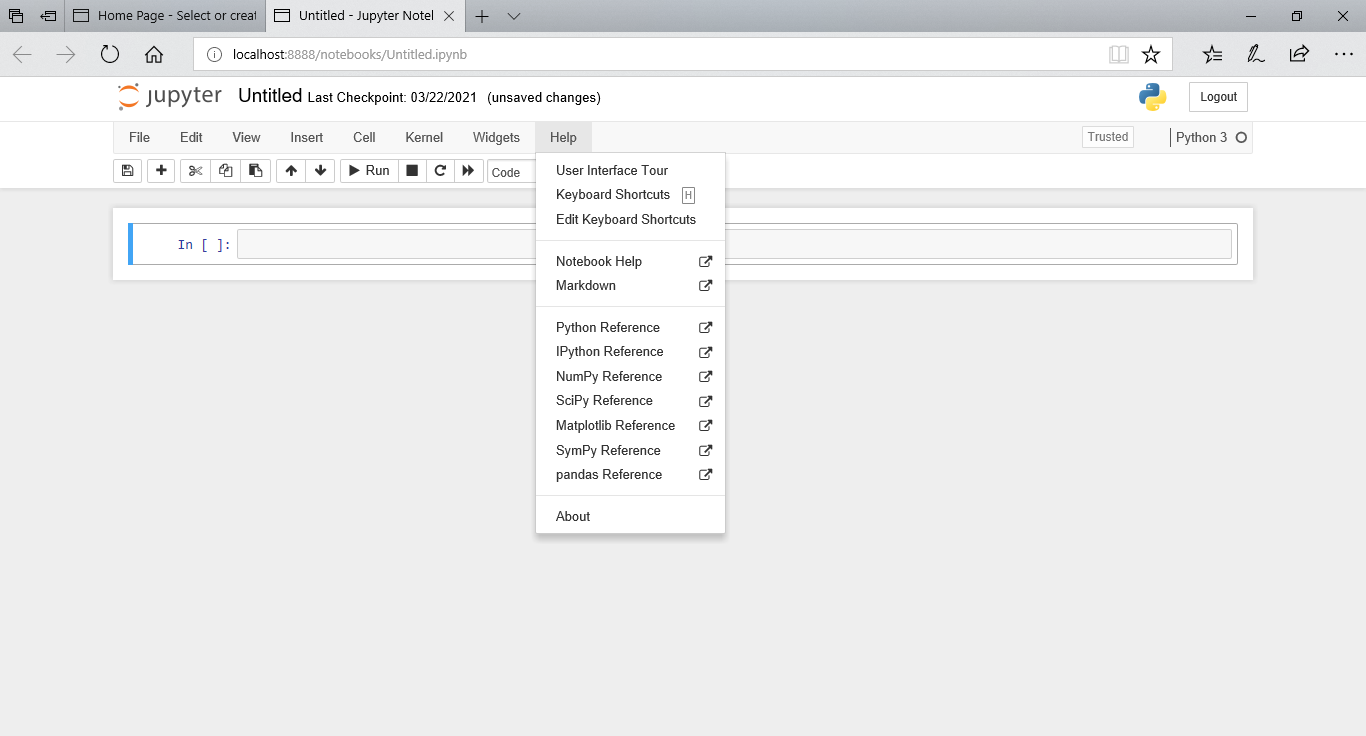 Home Page - Select or creat
Untitled - Jupyter Notel
localhost:8888/notebooks/Untitled.ipynb
jupyter Untitled Last Checkpoint: 03/22/2021 (unsaved changes) Logout
File Edit View Insert Cell Kernel Widgets Help Trusted Python 3
Run Code
In [ ]:
User Interface Tour
Keyboard Shortcuts H
Edit Keyboard Shortcuts
Notebook Help
Markdown
Python Reference
IPython Reference
NumPy Reference
SciPy Reference
Matplotlib Reference
SymPy Reference
pandas Reference
About